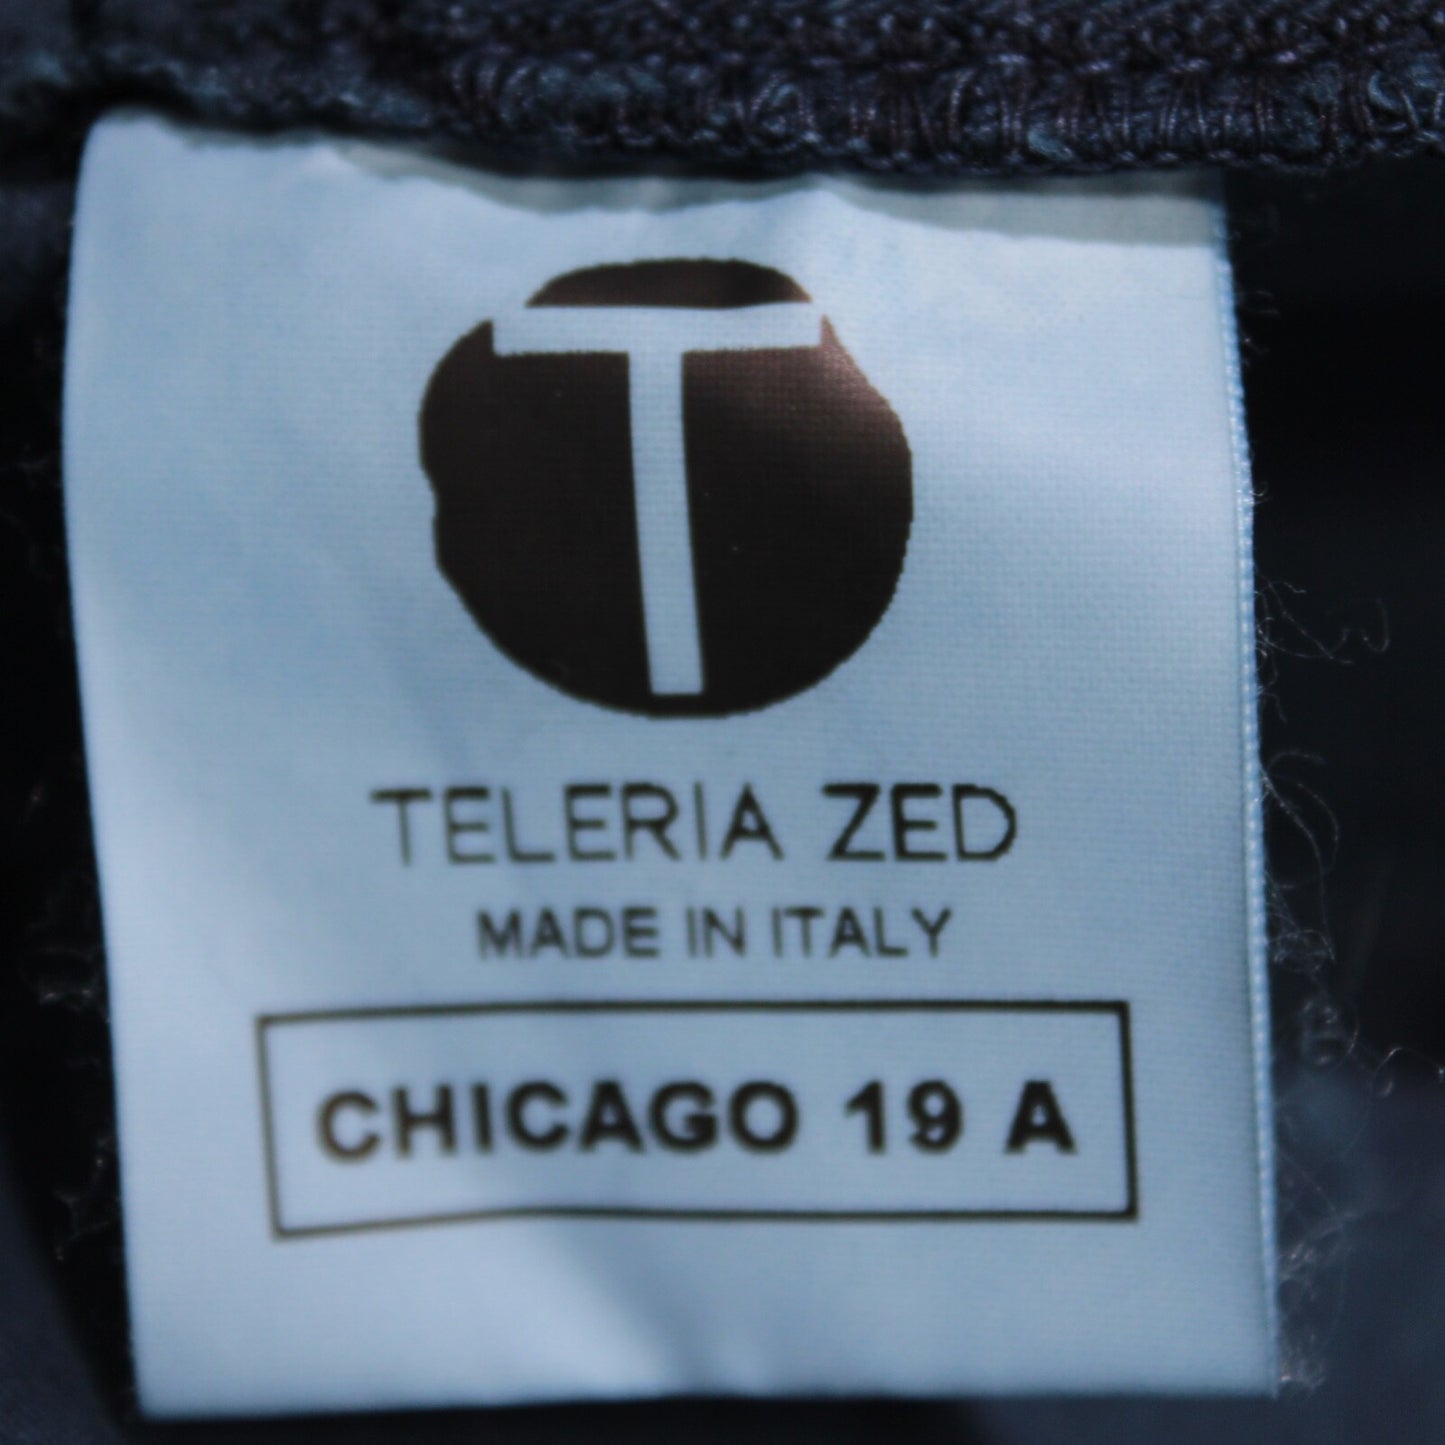 T
TELERIA ZED
MADE IN ITALY
CHICAGO 19 A